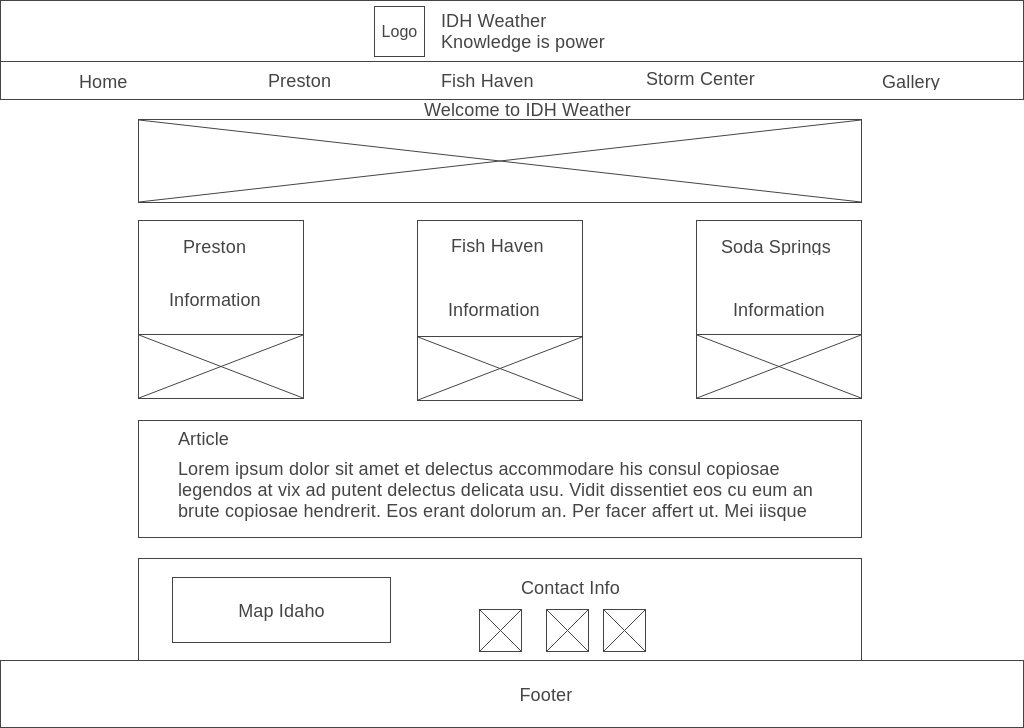 Logo
IDH Weather
Knowledge is power
Home
Preston
Fish Haven
Storm Center
Gallery
Welcome to IDH Weather
Preston
Information
Fish Haven
Information
Soda Springs
Information
Article
Lorem ipsum dolor sit amet et delectus accommodare his consul copiosae
legendos at vix ad putent delectus delicata usu. Vidit dissentiet eos cu eum an
brute copiosae hendrerit. Eos erant dolorum an. Per facer affert ut. Mei iisque
Map Idaho
Contact Info
Footer